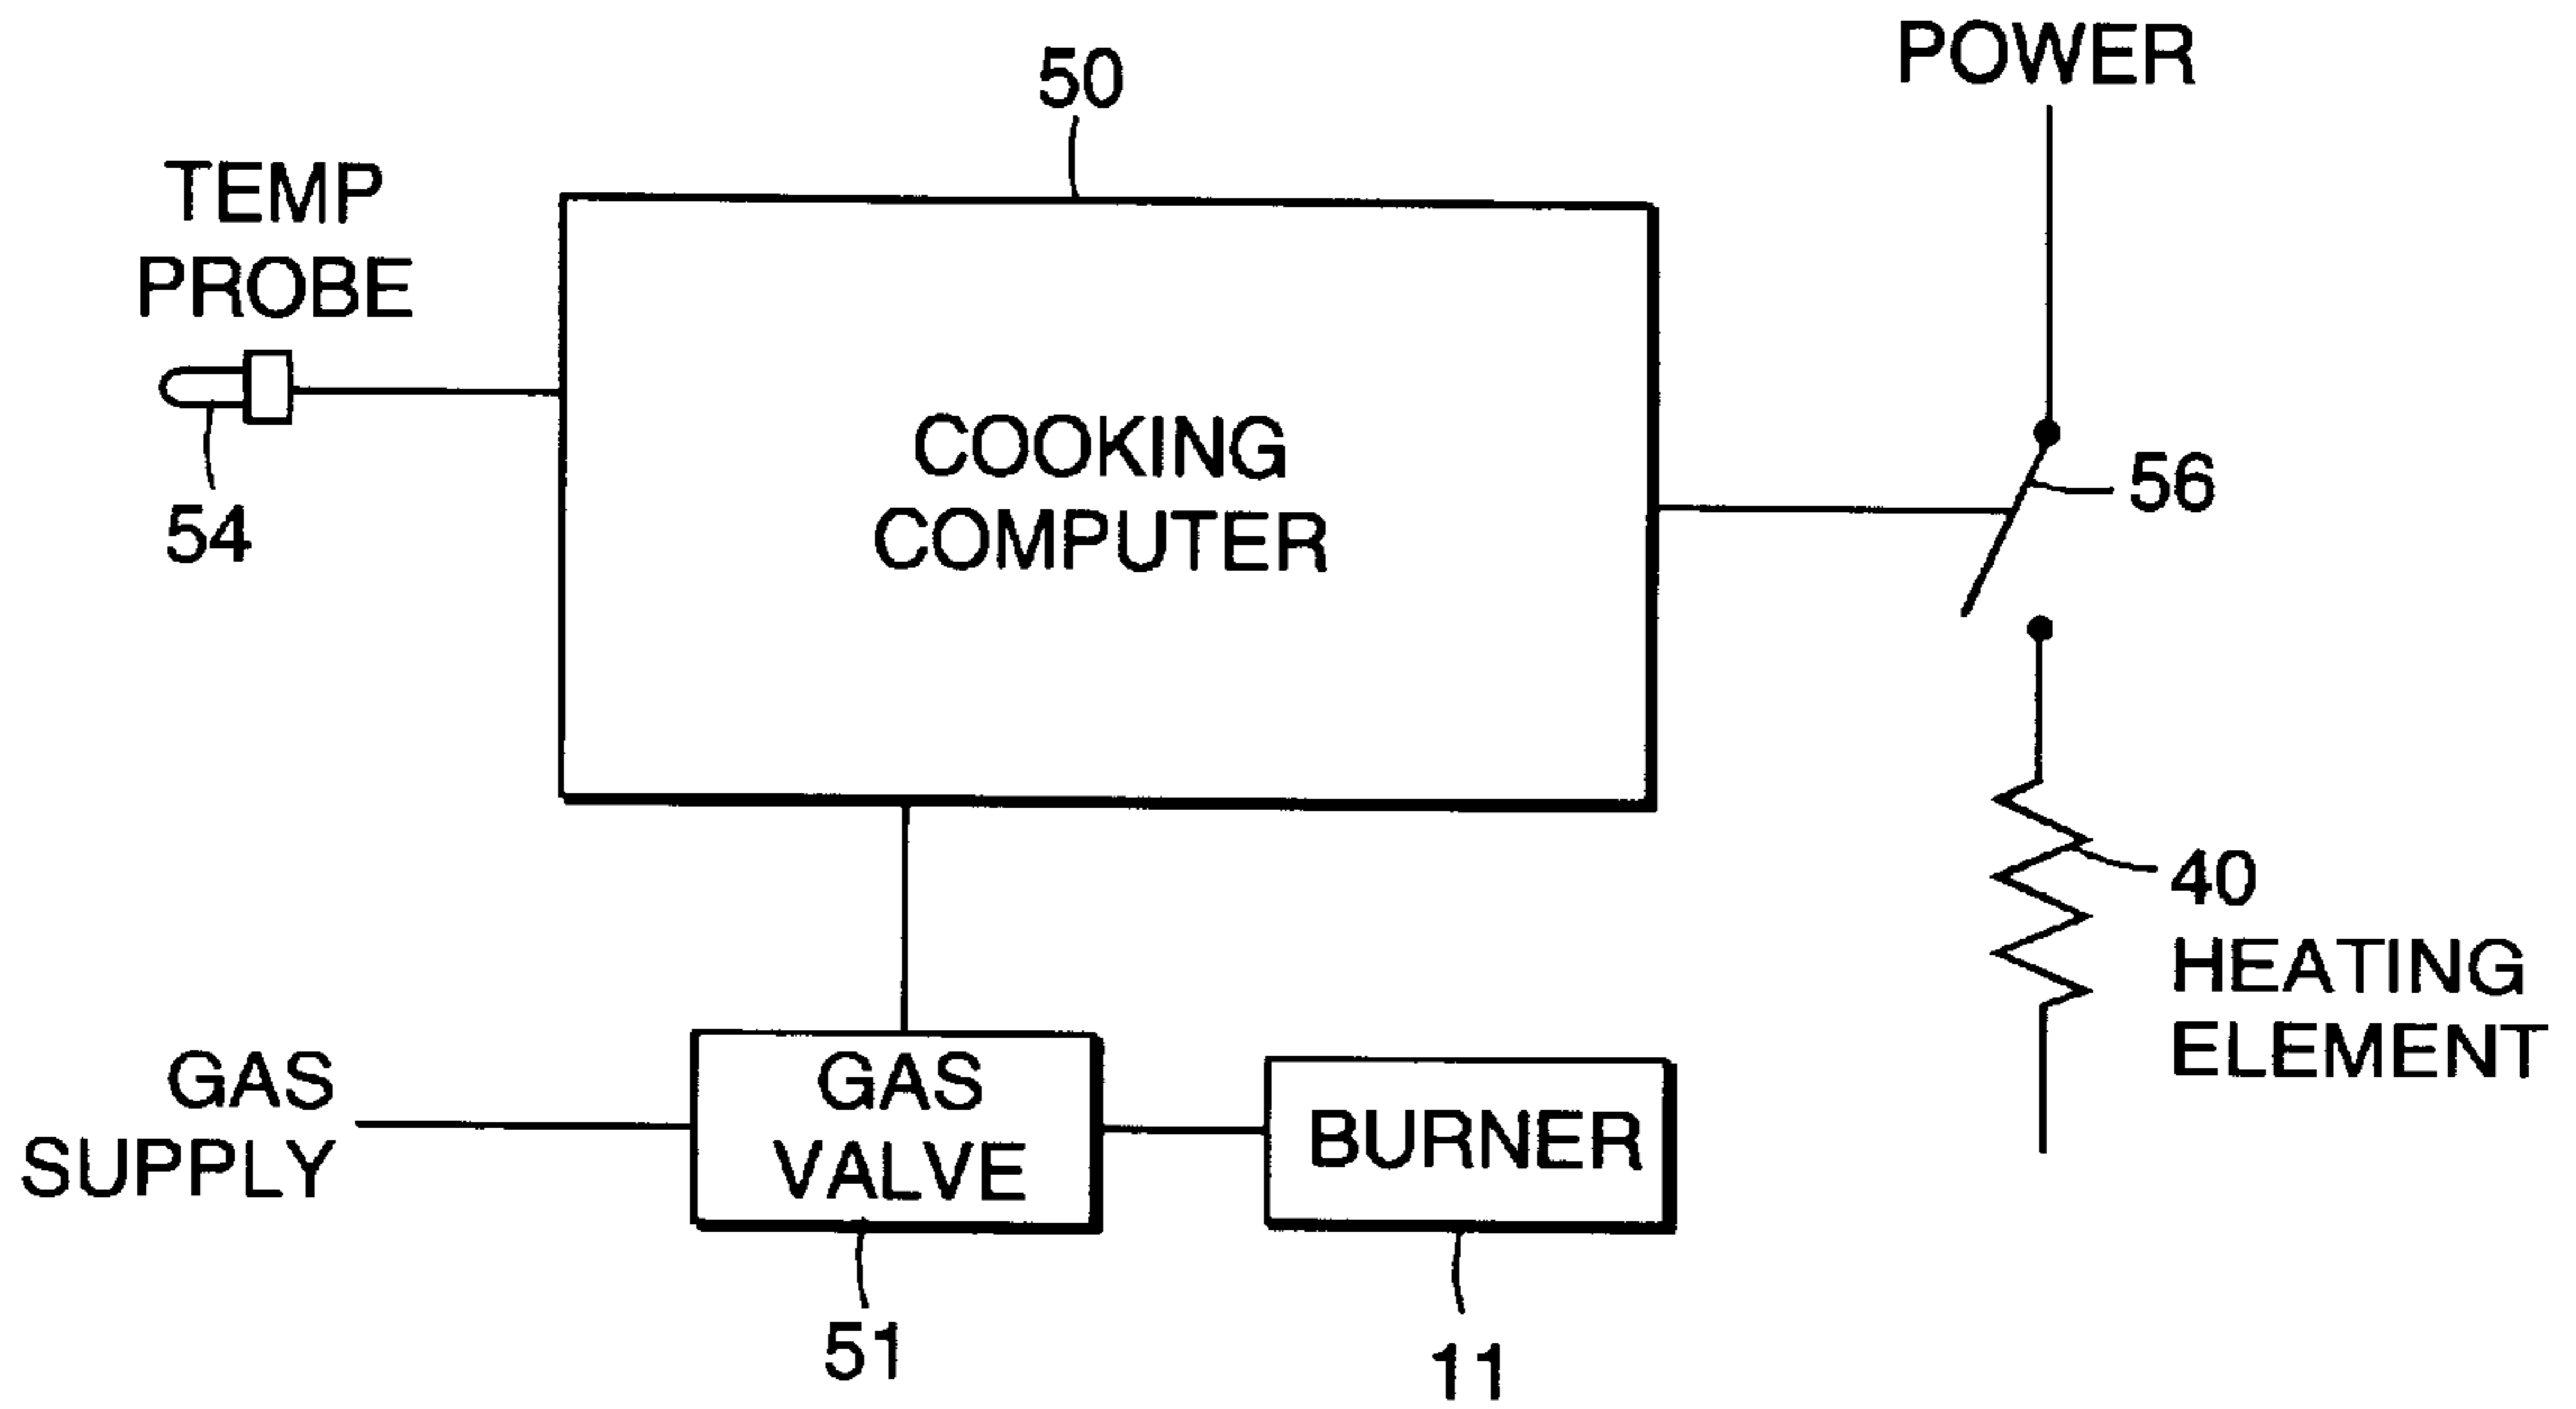 50
POWER
TEMP
PROBE
54
COOKING
COMPUTER
56
40
HEATING
ELEMENT
GAS
SUPPLY
GAS
VALVE
BURNER
51
11